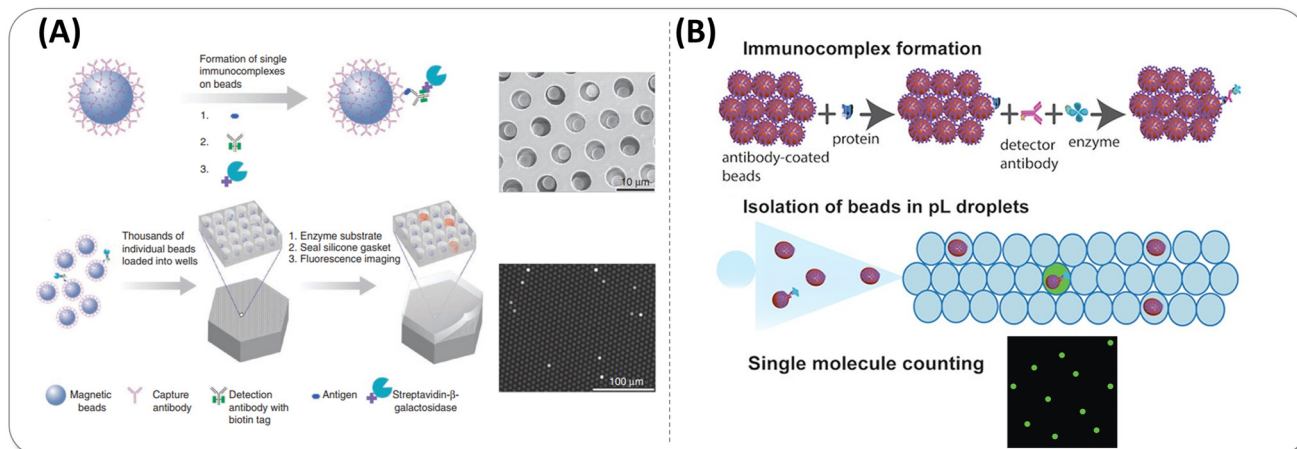 (A)
Formation of single
immunocomplexes
on beads
1.
2.
3.
10 µm
Thousands of
individual beads
loaded into wells
1. Enzyme substrate
2. Seal silicone gasket
3. Fluorescence imaging
100 µm
Magnetic
beads
Capture
antibody
Detection
antibody with
biotin tag
Antigen
Streptavidin-β-
galactosidase
(B)
Immunocomplex formation
antibody-coated
beads
protein
detector
antibody
enzyme
Isolation of beads in pL droplets
Single molecule counting